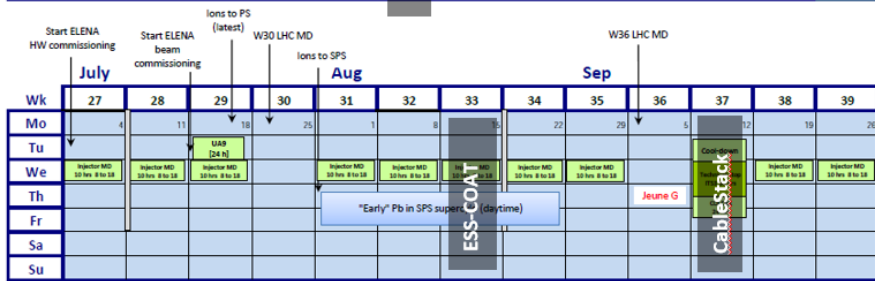 Ions to PS
(latest)
Start ELENA
HW commissioning
Start ELENA
beam
commissioning
W30 LHC MD
Ions to SPS
W36 LHC MD
July
Aug
Sep
Wk 27 28 29 30 31 32 33 34 35 36 37 38 39
Mo 4 11 18 25 1 8 15 22 29 5 12 19 26
Tu
UA9
[24 h]
Cool-down
We
Injector MD
10 hrs 8 to 18
Injector MD
10 hrs 8 to 18
Injector MD
10 hrs 8 to 18
Injector MD
10 hrs 8 to 18
Injector MD
10 hrs 8 to 18
Injector MD
10 hrs 8 to 18
Injector MD
10 hrs 8 to 18
Injector MD
10 hrs 8 to 18
Injector MD
10 hrs 8 to 18
Injector MD
10 hrs 8 to 18
Th
Jeune G
"Early" Pb in SPS (daytime)
Fr
Sa
Su
ESS-COAT
CableStack